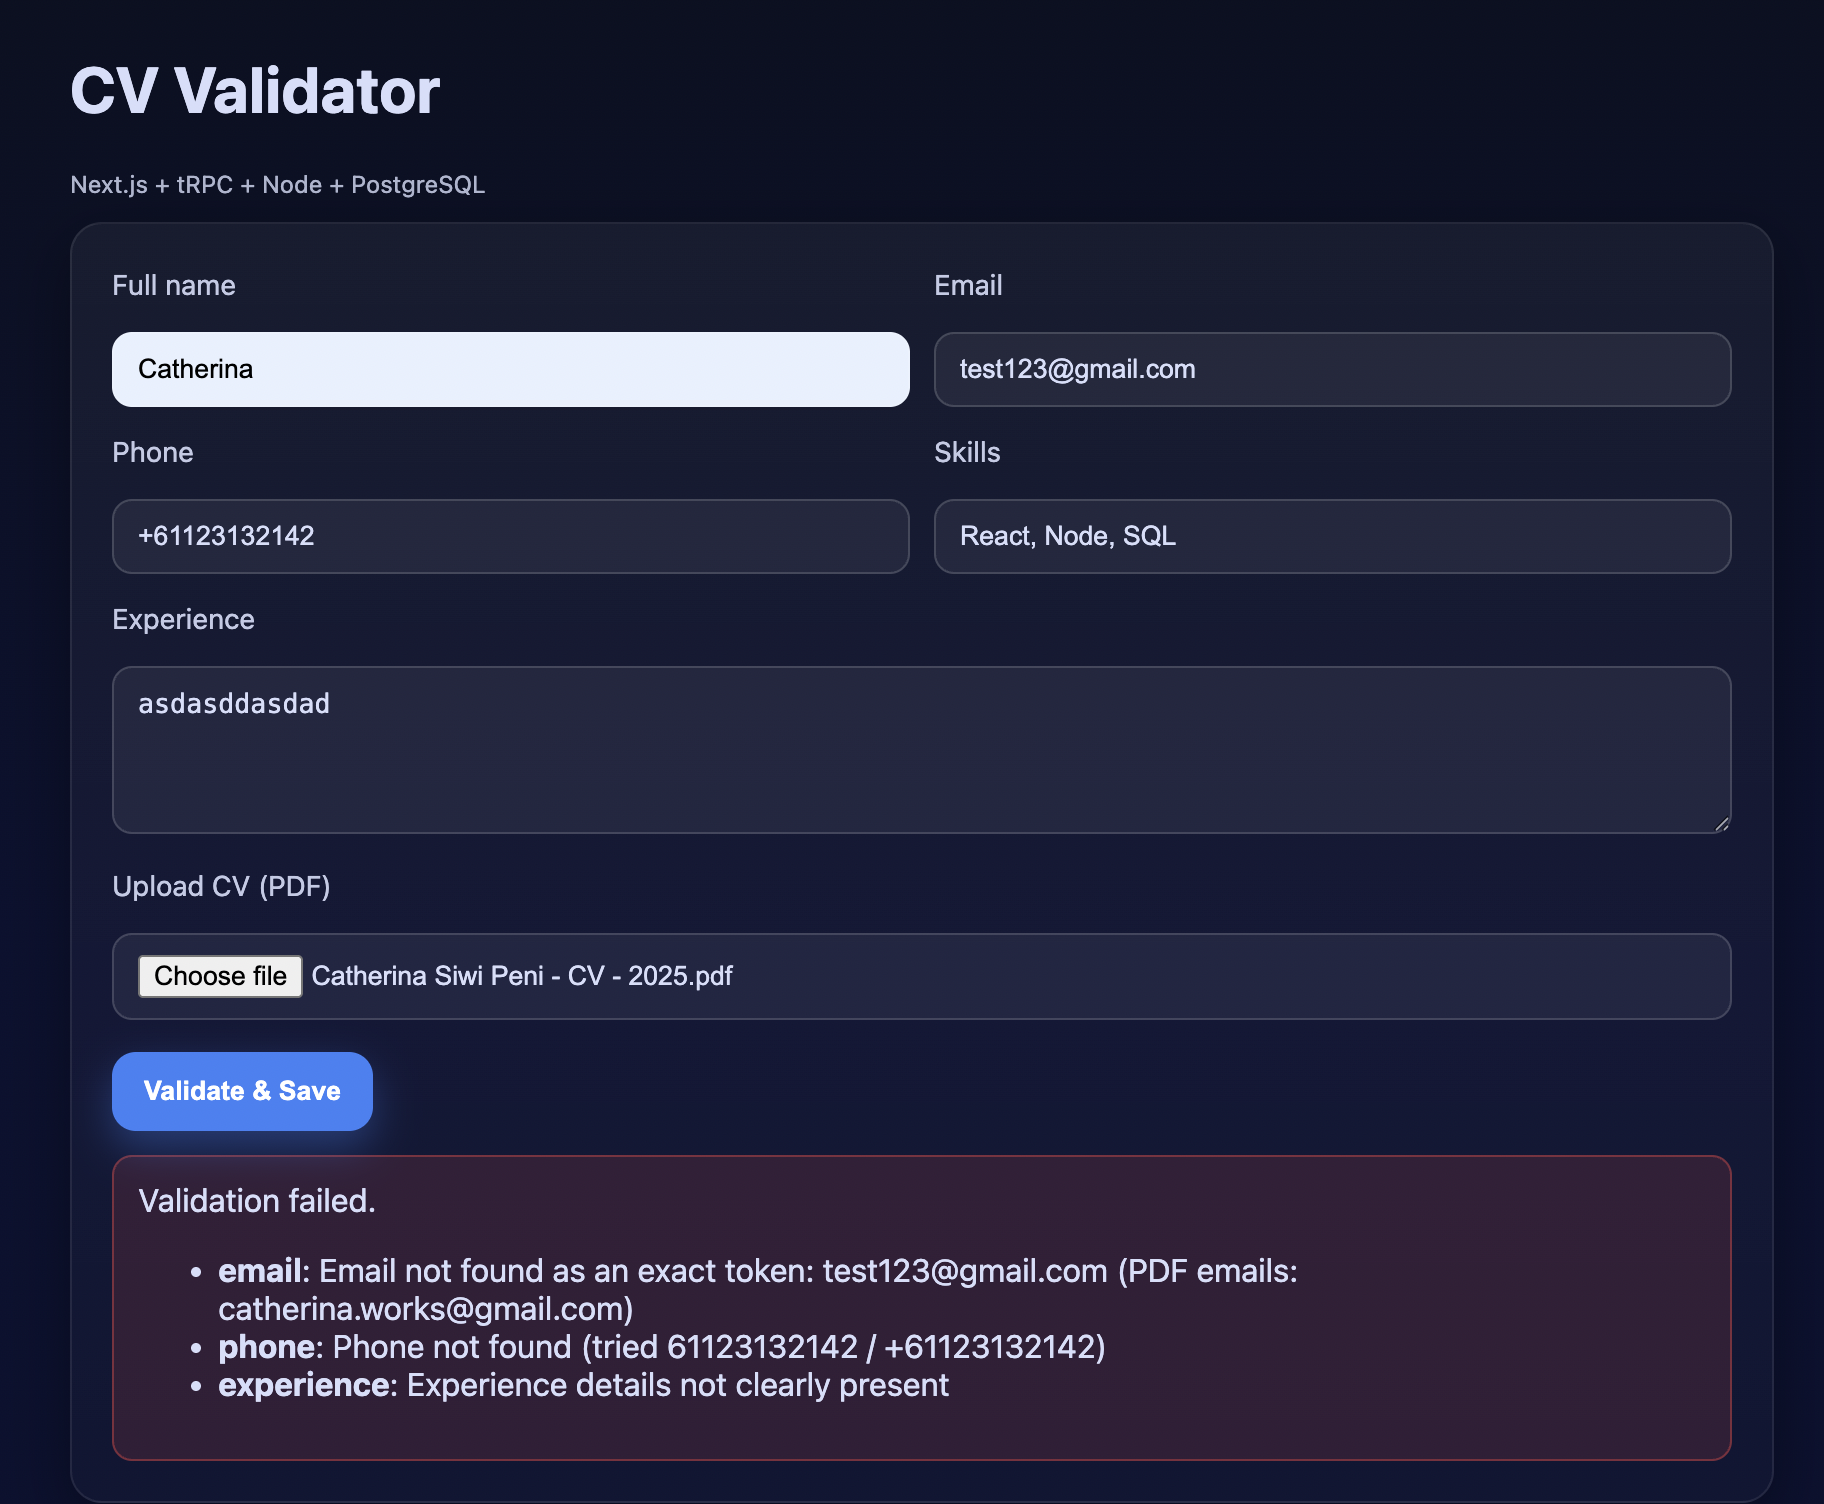 CV Validator
Next.js + tRPC + Node + PostgreSQL
Full name
Email
Catherina
test123@gmail.com
Phone
Skills
+61123132142
React, Node, SQL
Experience
asdasddasdad
Upload CV (PDF)
Choose file Catherina Siwi Peni - CV - 2025.pdf
Validate & Save
Validation failed.
• email: Email not found as an exact token: test123@gmail.com (PDF emails:
catherina.works@gmail.com)
• phone: Phone not found (tried 61123132142 / +61123132142)
• experience: Experience details not clearly present